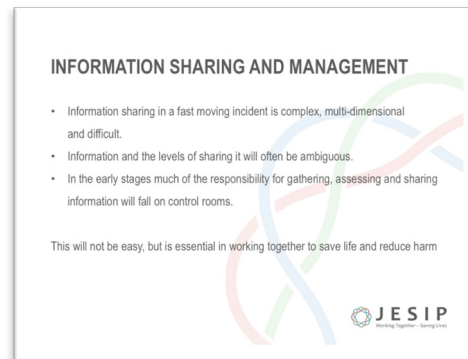 INFORMATION SHARING AND MANAGEMENT
• Information sharing in a fast moving incident is complex, multi-dimensional
and difficult.
• Information and the levels of sharing it will often be ambiguous.
• In the early stages much of the responsibility for gathering, assessing and sharing
information will fall on control rooms.
This will not be easy, but is essential in working together to save life and reduce harm
JESIP
Working Together – Saving Lives